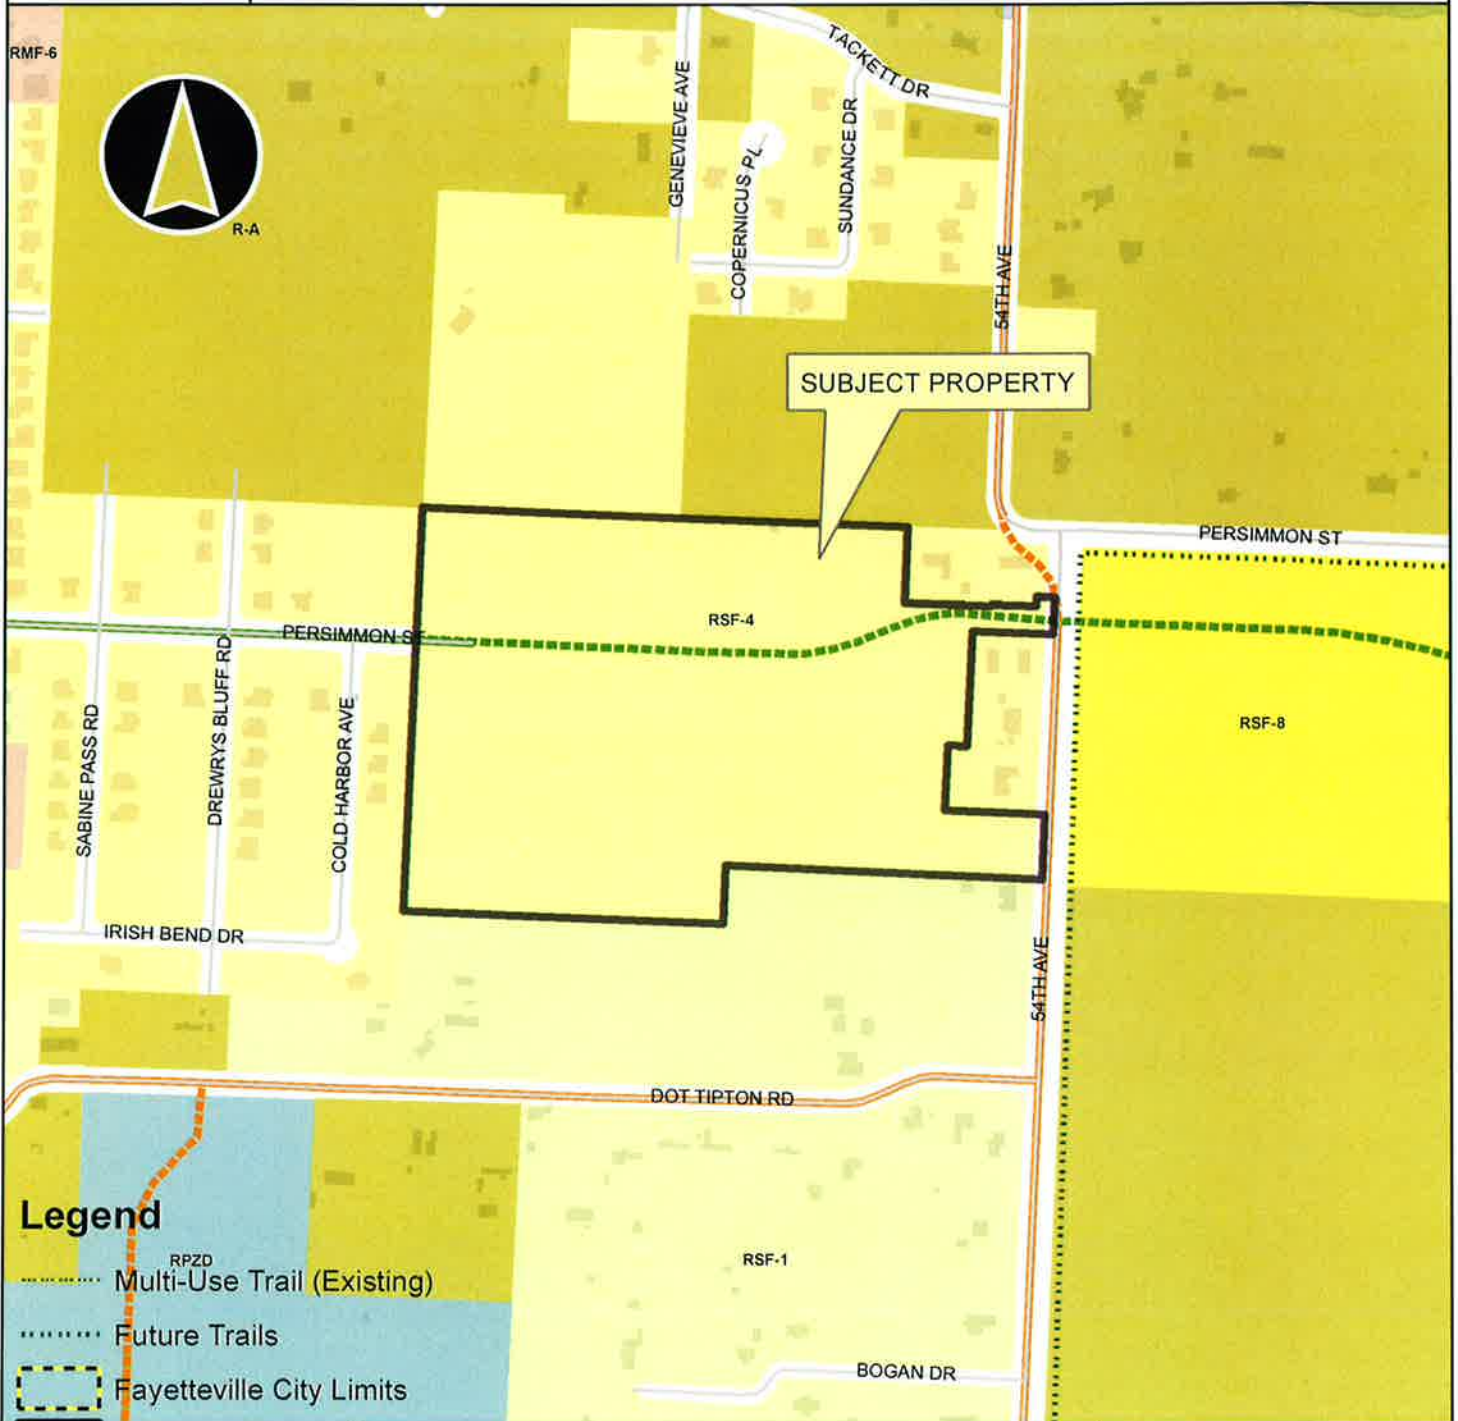 RMF-6
TACKETT DR
GENEVIEVE AVE
SUNDANCE DR
COPERNICUS PL
R-A
54TH AVE
SUBJECT PROPERTY
PERSIMMON ST
RSF-4
PERSIMMON ST
RSF-8
SABINE PASS RD
DREWRYS BLUFF RD
COLD HARBOR AVE
IRISH BEND DR
54TH AVE
DOT TIPTON RD
Legend
RPZD
RSF-1
Multi-Use Trail (Existing)
Future Trails
BOGAN DR
Fayetteville City Limits